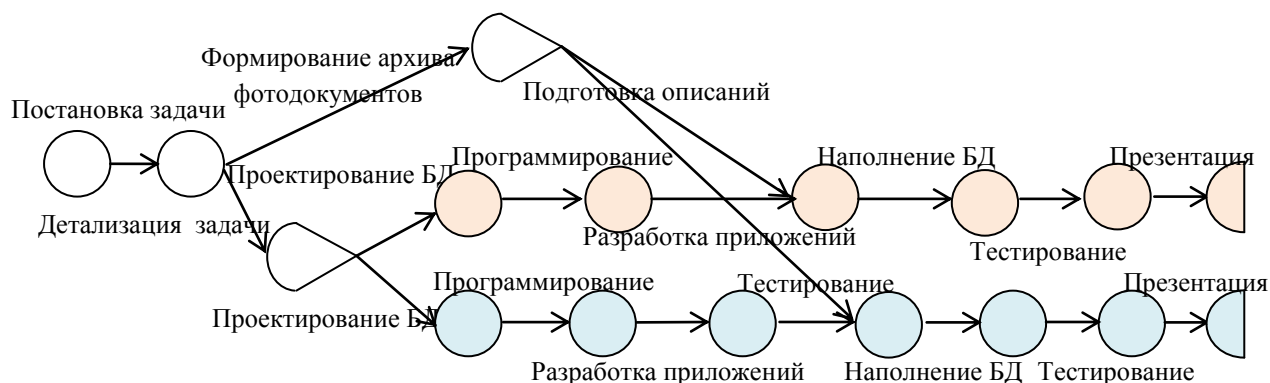 Формирование архива
фотодокументов
Подготовка описаний
Постановка задачи
Программирование
Наполнение БД
Презентация
Проектирование БД
Детализация задачи
Разработка приложений
Тестирование
Программирование
Тестирование
Презентация
Проектирование БД
Разработка приложений
Наполнение БД
Тестирование